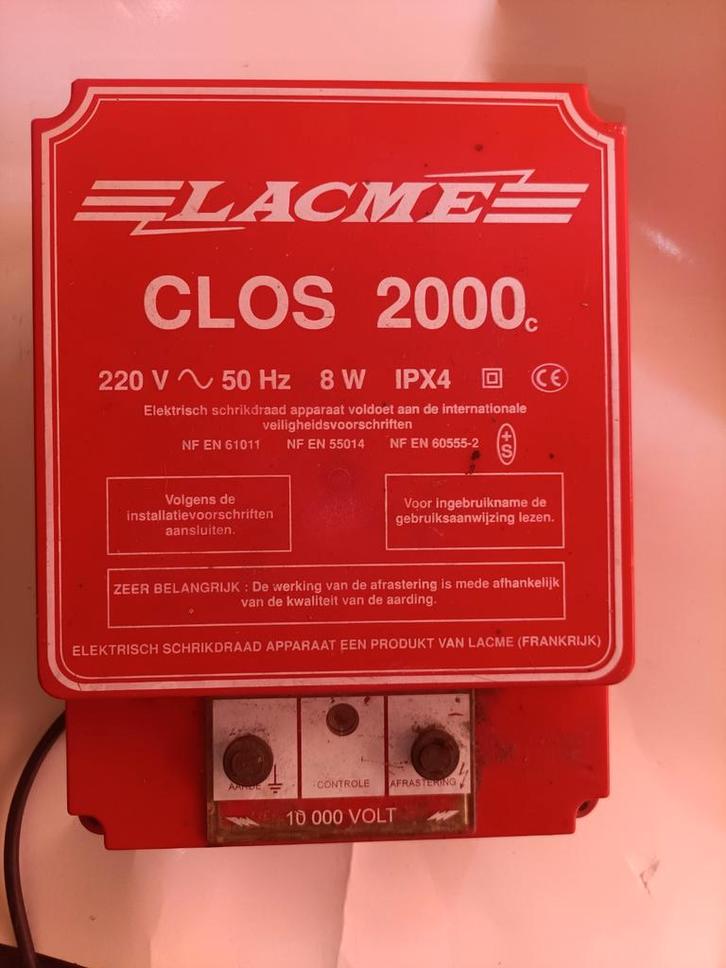 LACME
CLOS 2000c
220 V ~ 50 Hz 8 W IPX4 CE
Elektrisch schrikdraad apparaat voldoet aan de internationale
veiligheidsvoorschriften
NF EN 61011 NF EN 55014 NF EN 60555-2 +S
Volgens de
installatievoorschriften
aansluiten.
Voor ingebruikname de
gebruiksaanwijzing lezen.
ZEER BELANGRIJK : De werking van de afrastering is mede afhankelijk
van de kwaliteit van de aarding.
ELEKTRISCH SCHRIKDRAAD APPARAAT EEN PRODUKT VAN LACME (FRANKRIJK)
AARDE CONTROLE AFRASTERING
10 000 VOLT